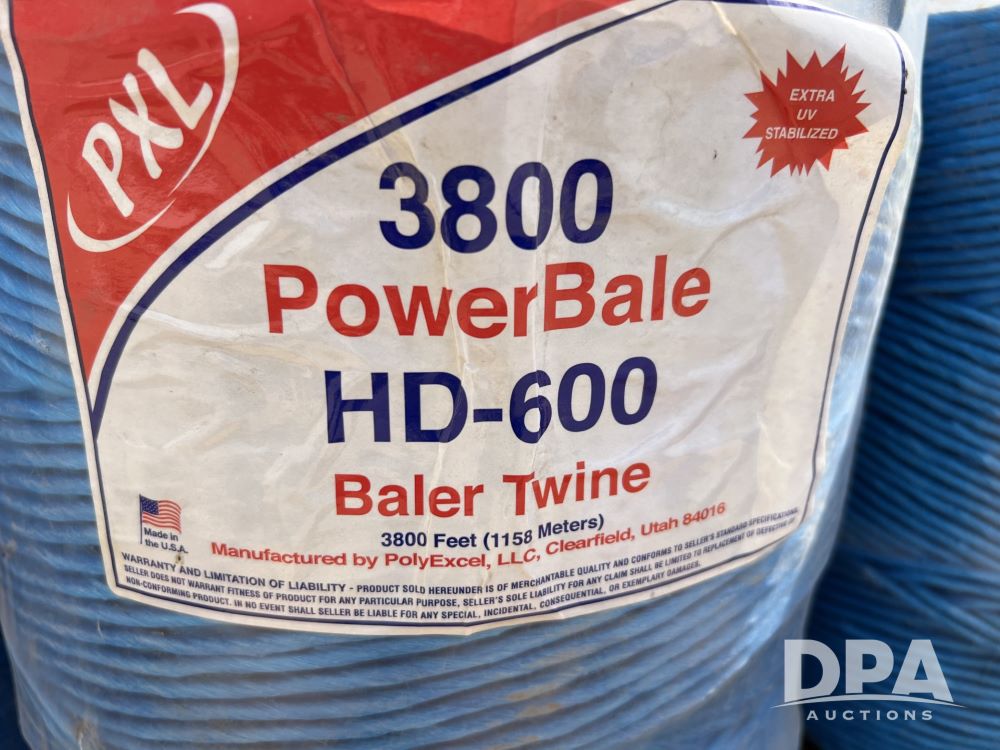 PXL
EXTRA
UV
STABILIZED
3800
PowerBale
HD-600
Baler Twine
3800 Feet (1158 Meters)
Made in
the U.S.A.
Manufactured by PolyExcel, LLC, Clearfield, Utah 84016
WARRANTY AND LIMITATION OF LIABILITY - PRODUCT SOLD HEREUNDER IS OF MERCHANTABLE QUALITY AND CONFORMS TO SELLER'S STANDARD SPECIFICATIONS.
SELLER DOES NOT WARRANT FITNESS OF PRODUCT FOR ANY PARTICULAR PURPOSE, SELLER'S SOLE LIABILITY FOR ANY CLAIM SHALL BE LIMITED TO REPLACEMENT OF DEFECTIVE OR
NON-CONFORMING PRODUCT. IN NO EVENT SHALL SELLER BE LIABLE FOR ANY SPECIAL, INCIDENTAL, CONSEQUENTIAL, OR EXEMPLARY DAMAGES.
DPA
AUCTIONS